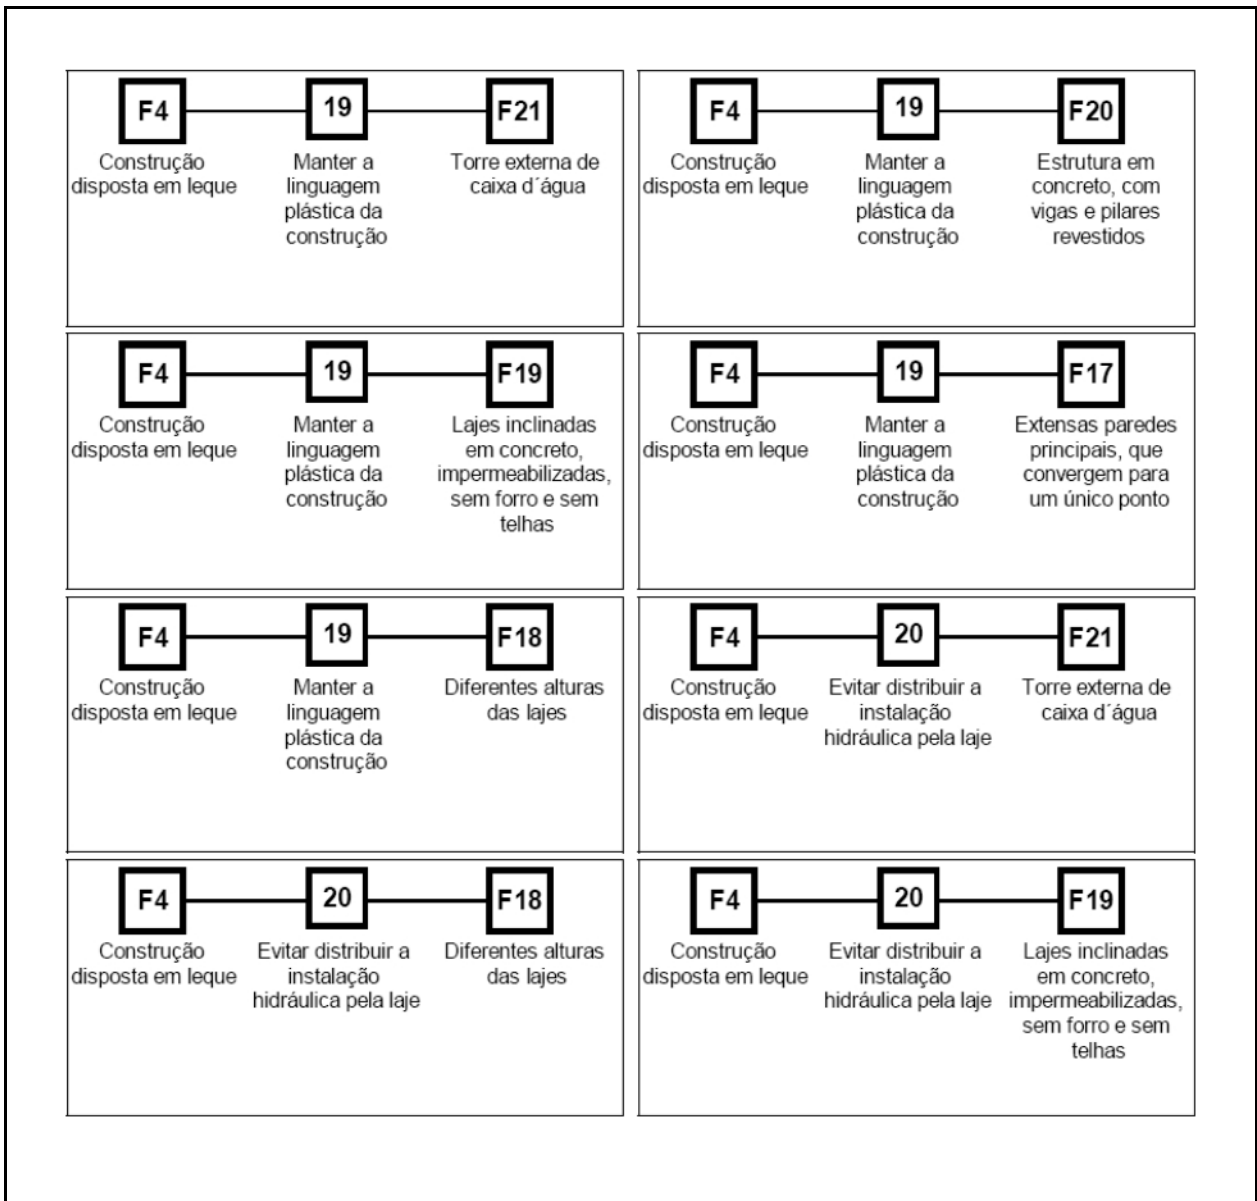 F4 19 F21
Construção
disposta em leque
Manter a
linguagem
plástica da
construção
Torre externa de
caixa d´água
F4 19 F20
Construção
disposta em leque
Manter a
linguagem
plástica da
construção
Estrutura em
concreto, com
vigas e pilares
revestidos
F4 19 F19
Construção
disposta em leque
Manter a
linguagem
plástica da
construção
Lajes inclinadas
em concreto,
impermeabilizadas,
sem forro e sem
telhas
F4 19 F17
Construção
disposta em leque
Manter a
linguagem
plástica da
construção
Extensas paredes
principais, que
convergem para
um único ponto
F4 19 F18
Construção
disposta em leque
Manter a
linguagem
plástica da
construção
Diferentes alturas
das lajes
F4 20 F21
Construção
disposta em leque
Evitar distribuir a
instalação
hidráulica pela laje
Torre externa de
caixa d´água
F4 20 F18
Construção
disposta em leque
Evitar distribuir a
instalação
hidráulica pela laje
Diferentes alturas
das lajes
F4 20 F19
Construção
disposta em leque
Evitar distribuir a
instalação
hidráulica pela laje
Lajes inclinadas
em concreto,
impermeabilizadas,
sem forro e sem
telhas